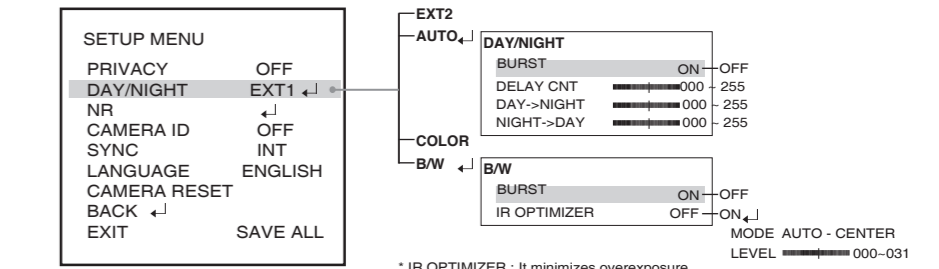 SETUP MENU
PRIVACY OFF
DAY/NIGHT EXT1 ↵
NR ↵
CAMERA ID OFF
SYNC INT
LANGUAGE ENGLISH
CAMERA RESET
BACK ↵
EXIT SAVE ALL
EXT2
AUTO ↵
DAY/NIGHT
BURST ON OFF
DELAY CNT 000 ~ 255
DAY->NIGHT 000 ~ 255
NIGHT->DAY 000 ~ 255
COLOR
B/W ↵
B/W
BURST ON OFF
IR OPTIMIZER OFF ON ↵
MODE AUTO - CENTER
LEVEL 000~031
* IR OPTIMIZER : It minimizes overexposure